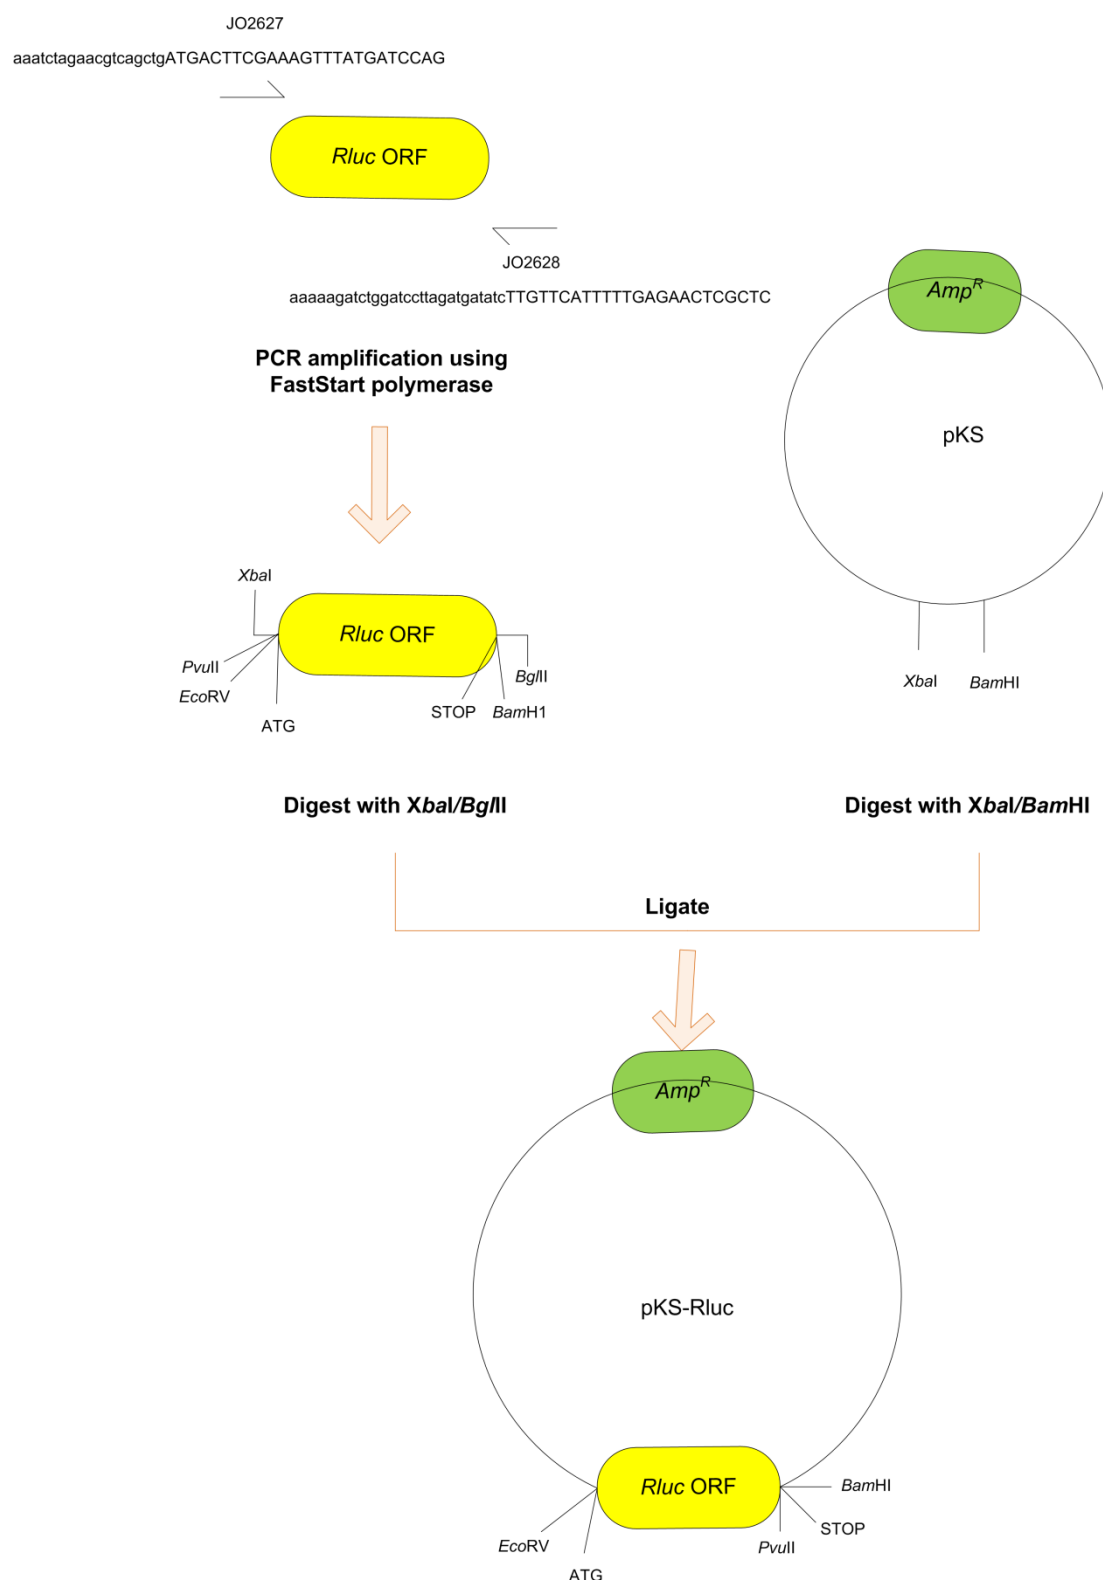 JO2627
aaatctagaacgtcagctgATGACTTCGAAAGTTTATGATCCAG
Rluc ORF
JO2628
aaaaagatctggatccttagatgatatcTTGTTCATTTTTGAGAACTCGCTC
AmpR
PCR amplification using
FastStart polymerase
pKS
XbaI
Rluc ORF
PvuII
EcoRV
ATG
STOP
BamH1
BglII
XbaI
BamHI
Digest with XbaI/BglII
Digest with XbaI/BamHI
Ligate
AmpR
pKS-Rluc
Rluc ORF
BamHI
STOP
PvuII
EcoRV
ATG